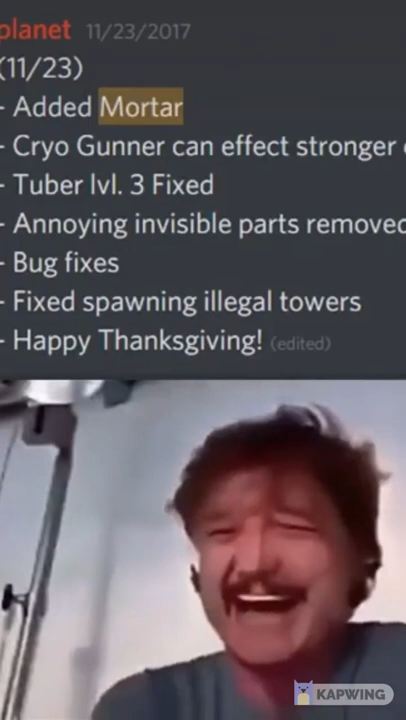 planet 11/23/2017
(11/23)
- Added Mortar
- Cryo Gunner can effect stronger
- Tuber lvl. 3 Fixed
- Annoying invisible parts removed
- Bug fixes
- Fixed spawning illegal towers
- Happy Thanksgiving! (edited)
KAPWING